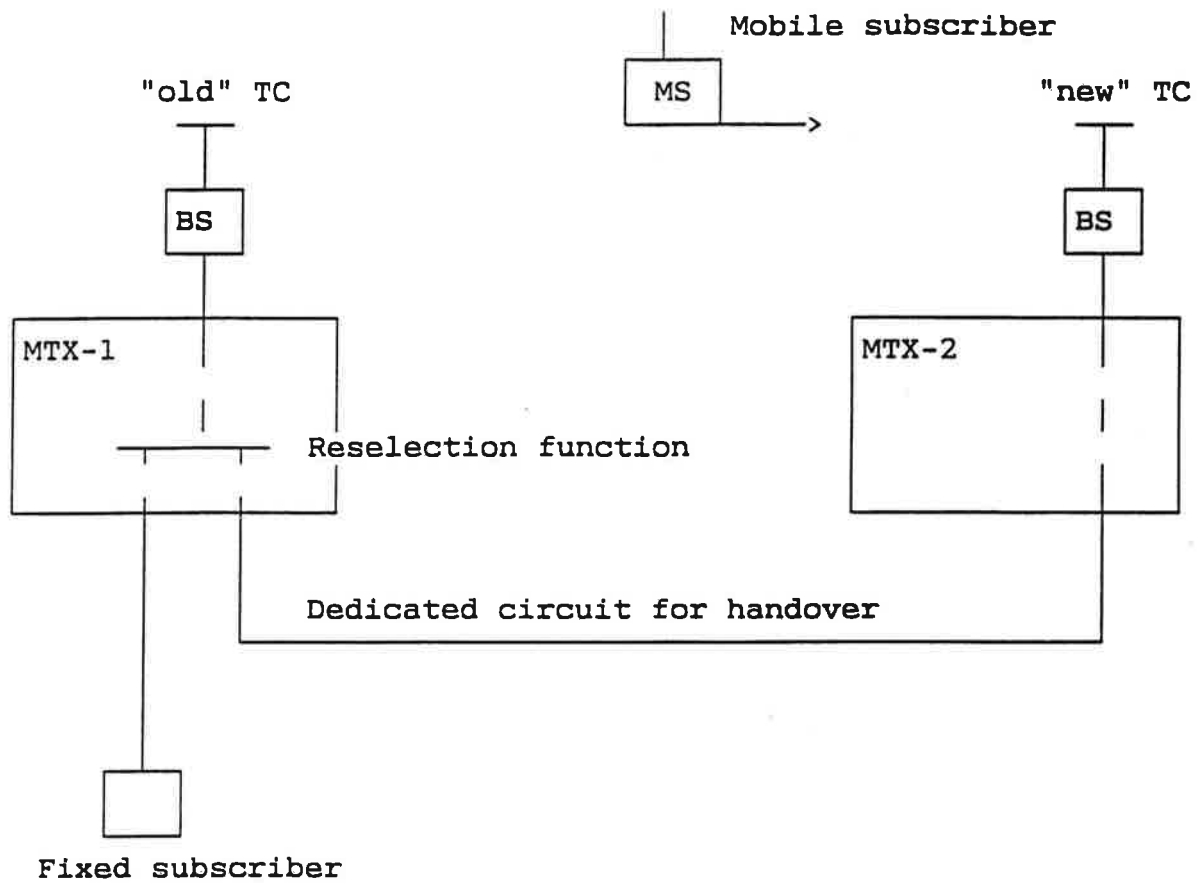 Mobile subscriber
"old" TC
MS
"new" TC
BS
BS
MTX-1
MTX-2
Reselection function
Dedicated circuit for handover
Fixed subscriber